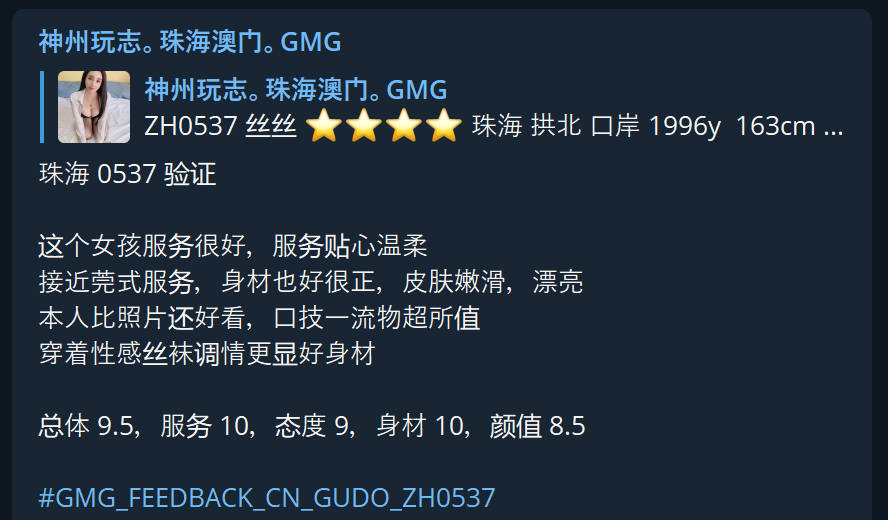 神州玩志。珠海澳门。GMG
神州玩志。珠海澳门。GMG
ZH0537 丝丝 ⭐⭐⭐⭐ 珠海 拱北 口岸 1996y 163cm ...
珠海 0537 验证
这个女孩服务很好，服务贴心温柔
接近莞式服务，身材也好很正，皮肤嫩滑，漂亮
本人比照片还好看，口技一流物超所值
穿着性感丝袜调情更显好身材
总体 9.5，服务 10，态度 9，身材 10，颜值 8.5
#GMG_FEEDBACK_CN_GUDO_ZH0537